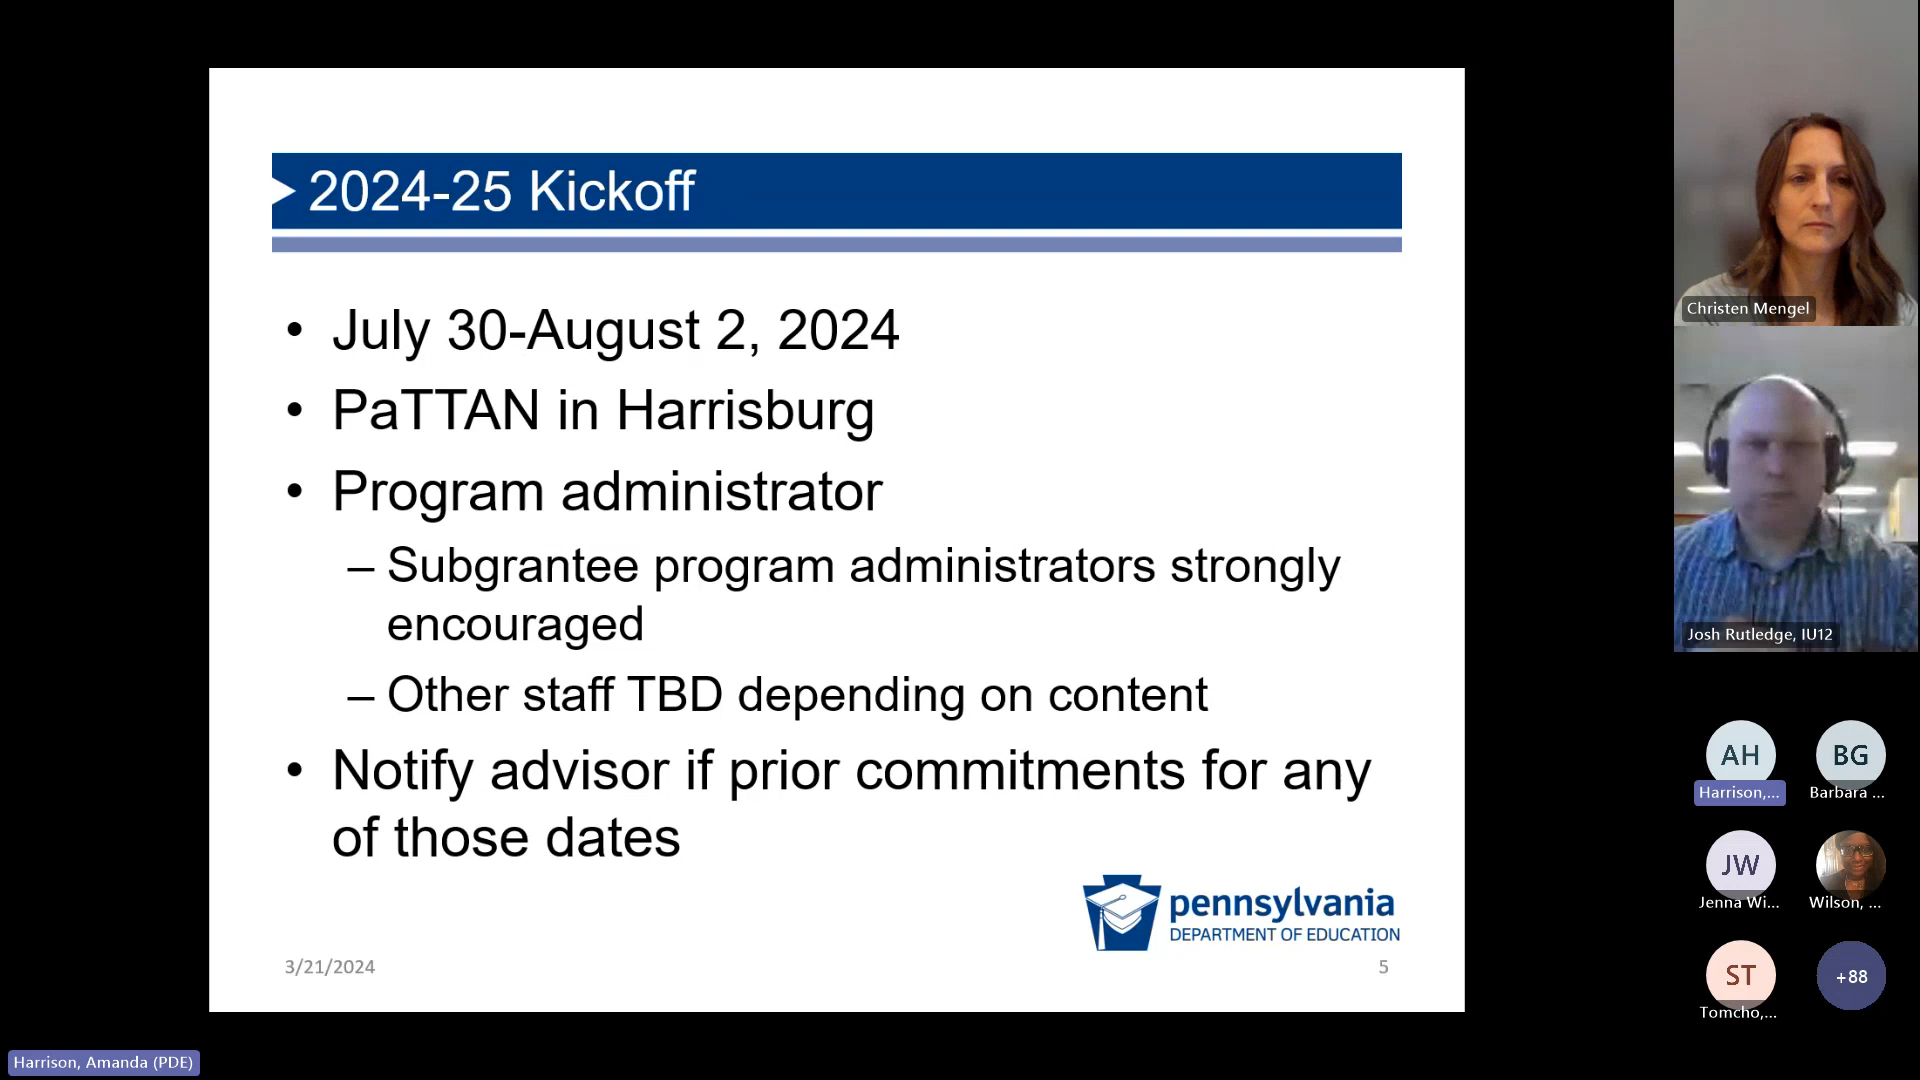 2024-25 Kickoff
• July 30-August 2, 2024
• PaTTAN in Harrisburg
• Program administrator
– Subgrantee program administrators strongly
encouraged
– Other staff TBD depending on content
• Notify advisor if prior commitments for any
of those dates
pennsylvania
DEPARTMENT OF EDUCATION
3/21/2024
5
Christen Mengel
Josh Rutledge, IU12
AH
BG
Harrison,...
Barbara ...
JW
Jenna Wi...
Wilson, ...
ST
+88
Tomcho,...
Harrison, Amanda (PDE)